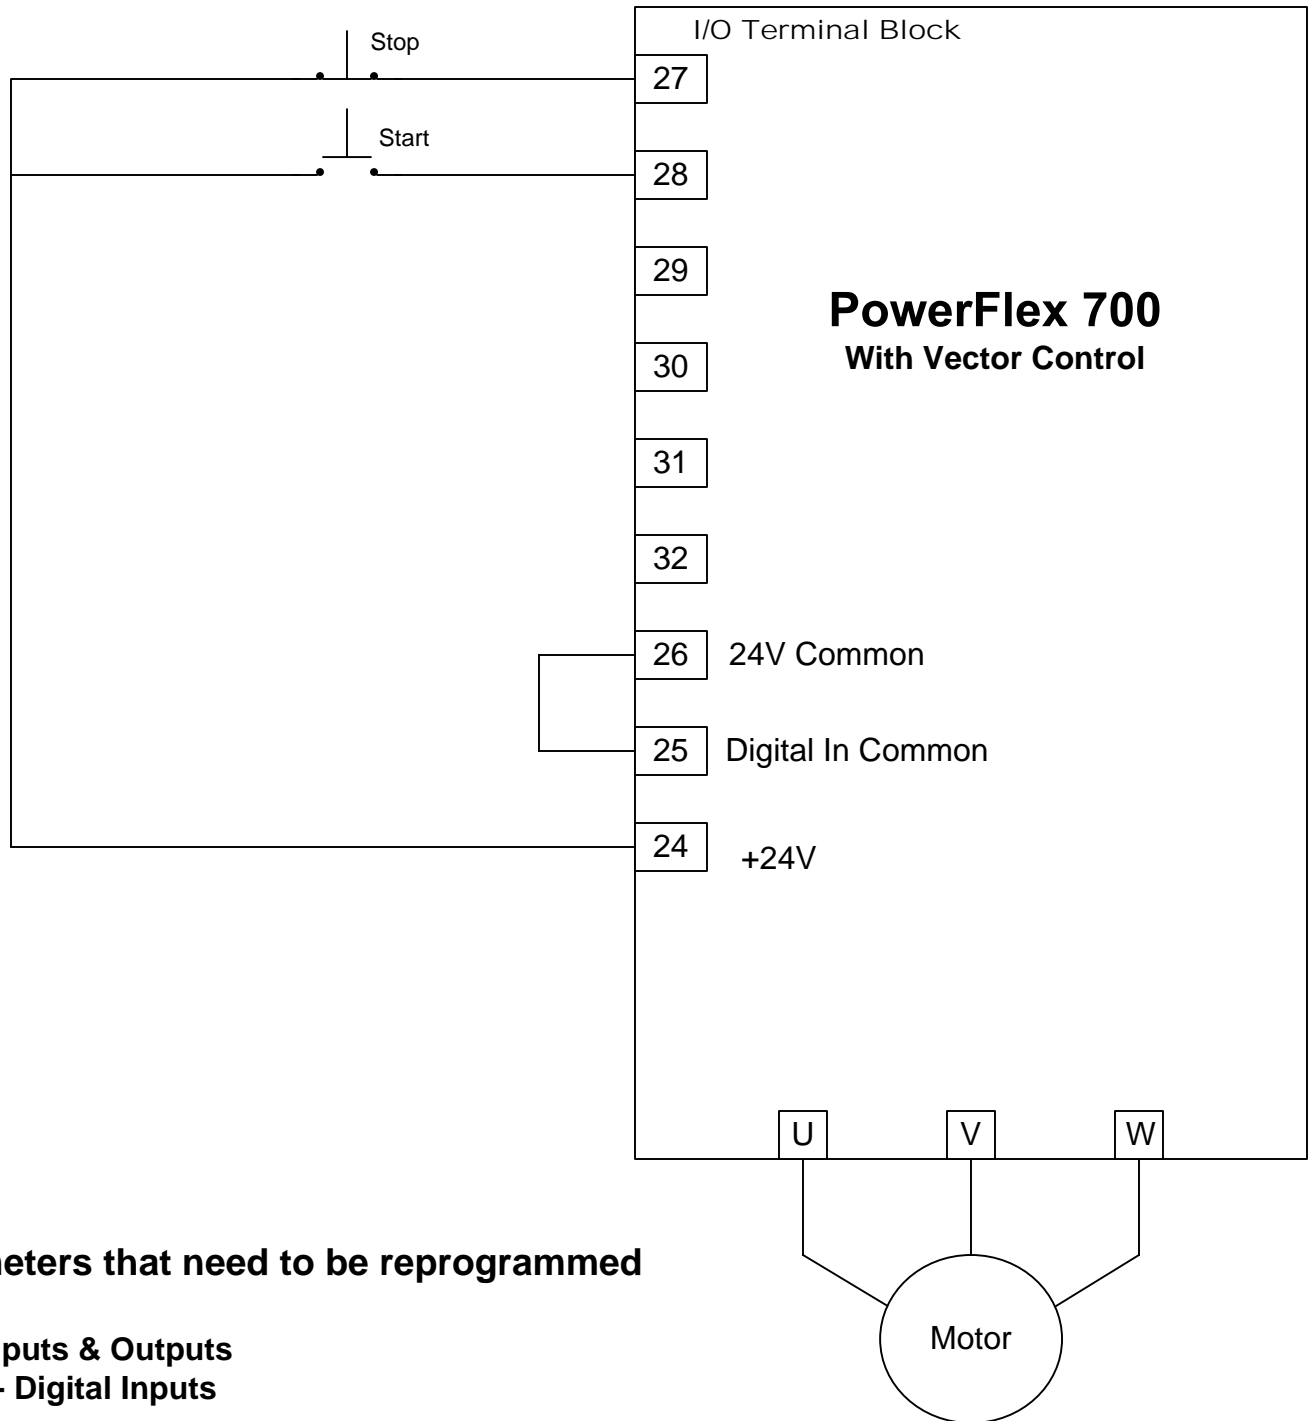 I/O Terminal Block
Stop
27
Start
28
29
PowerFlex 700
With Vector Control
30
31
32
26 24V Common
25 Digital In Common
24 +24V
U V W
Motor
meters that need to be reprogrammed
puts & Outputs
- Digital Inputs